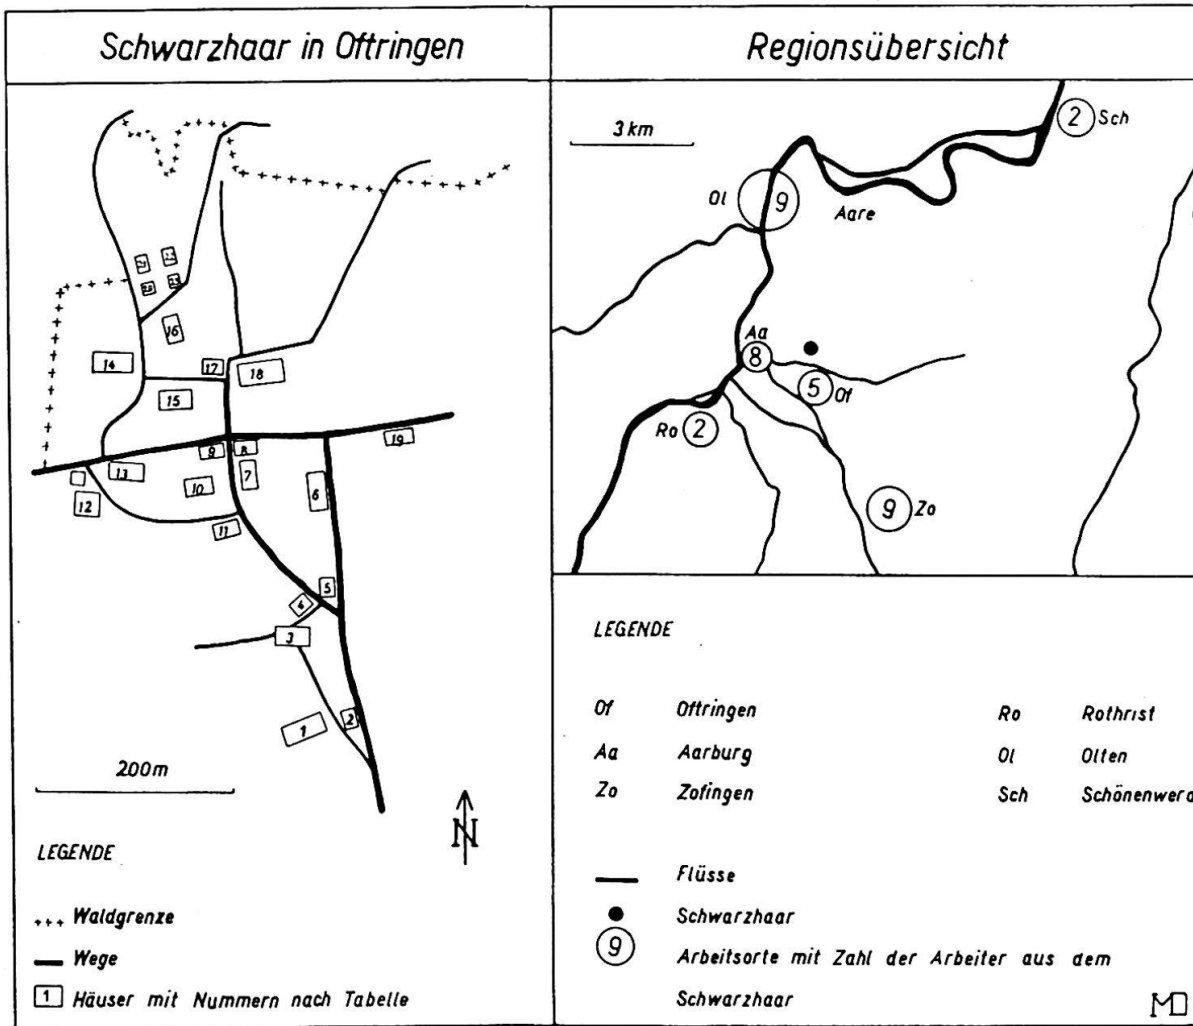 Schwarzhaar in Oftringen
16
14
17
18
15
19
13
9
8
7
10
6
12
11
5
4
3
2
1
200m
N
LEGENDE
+++ Waldgrenze
Wege
1 Häuser mit Nummern nach Tabelle
Regionsübersicht
3 km
2 Sch
Ol 9
Aare
Aa
8
5 Of
Ro 2
9 Zo
LEGENDE
Of Oftringen Ro Rothrist
Aa Aarburg Ol Olten
Zo Zofingen Sch Schönenwerd
Flüsse
Schwarzhaar
9 Arbeitsorte mit Zahl der Arbeiter aus dem
Schwarzhaar
MD